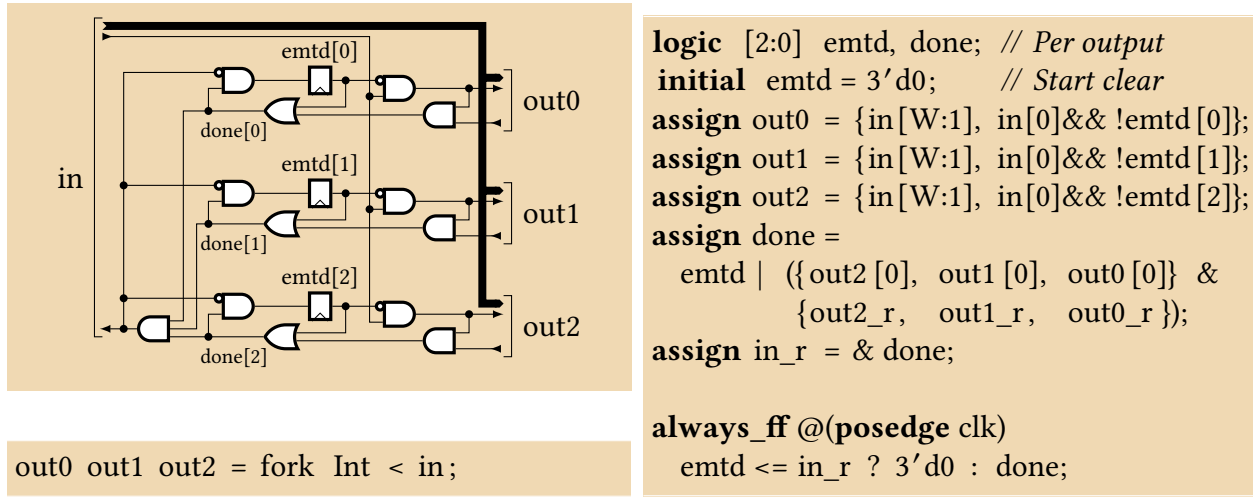 emtd[0]
out0
done[0]
emtd[1]
in
out1
done[1]
emtd[2]
out2
done[2]
out0 out1 out2 = fork Int < in;
logic [2:0] emtd, done; // Per output
initial emtd = 3'd0; // Start clear
assign out0 = {in[W:1], in[0]&& !emtd[0]};
assign out1 = {in[W:1], in[0]&& !emtd[1]};
assign out2 = {in[W:1], in[0]&& !emtd[2]};
assign done =
emtd | ({out2[0], out1[0], out0[0]} &
{out2_r, out1_r, out0_r});
assign in_r = & done;
always_ff @(posedge clk)
emtd <= in_r ? 3'd0 : done;